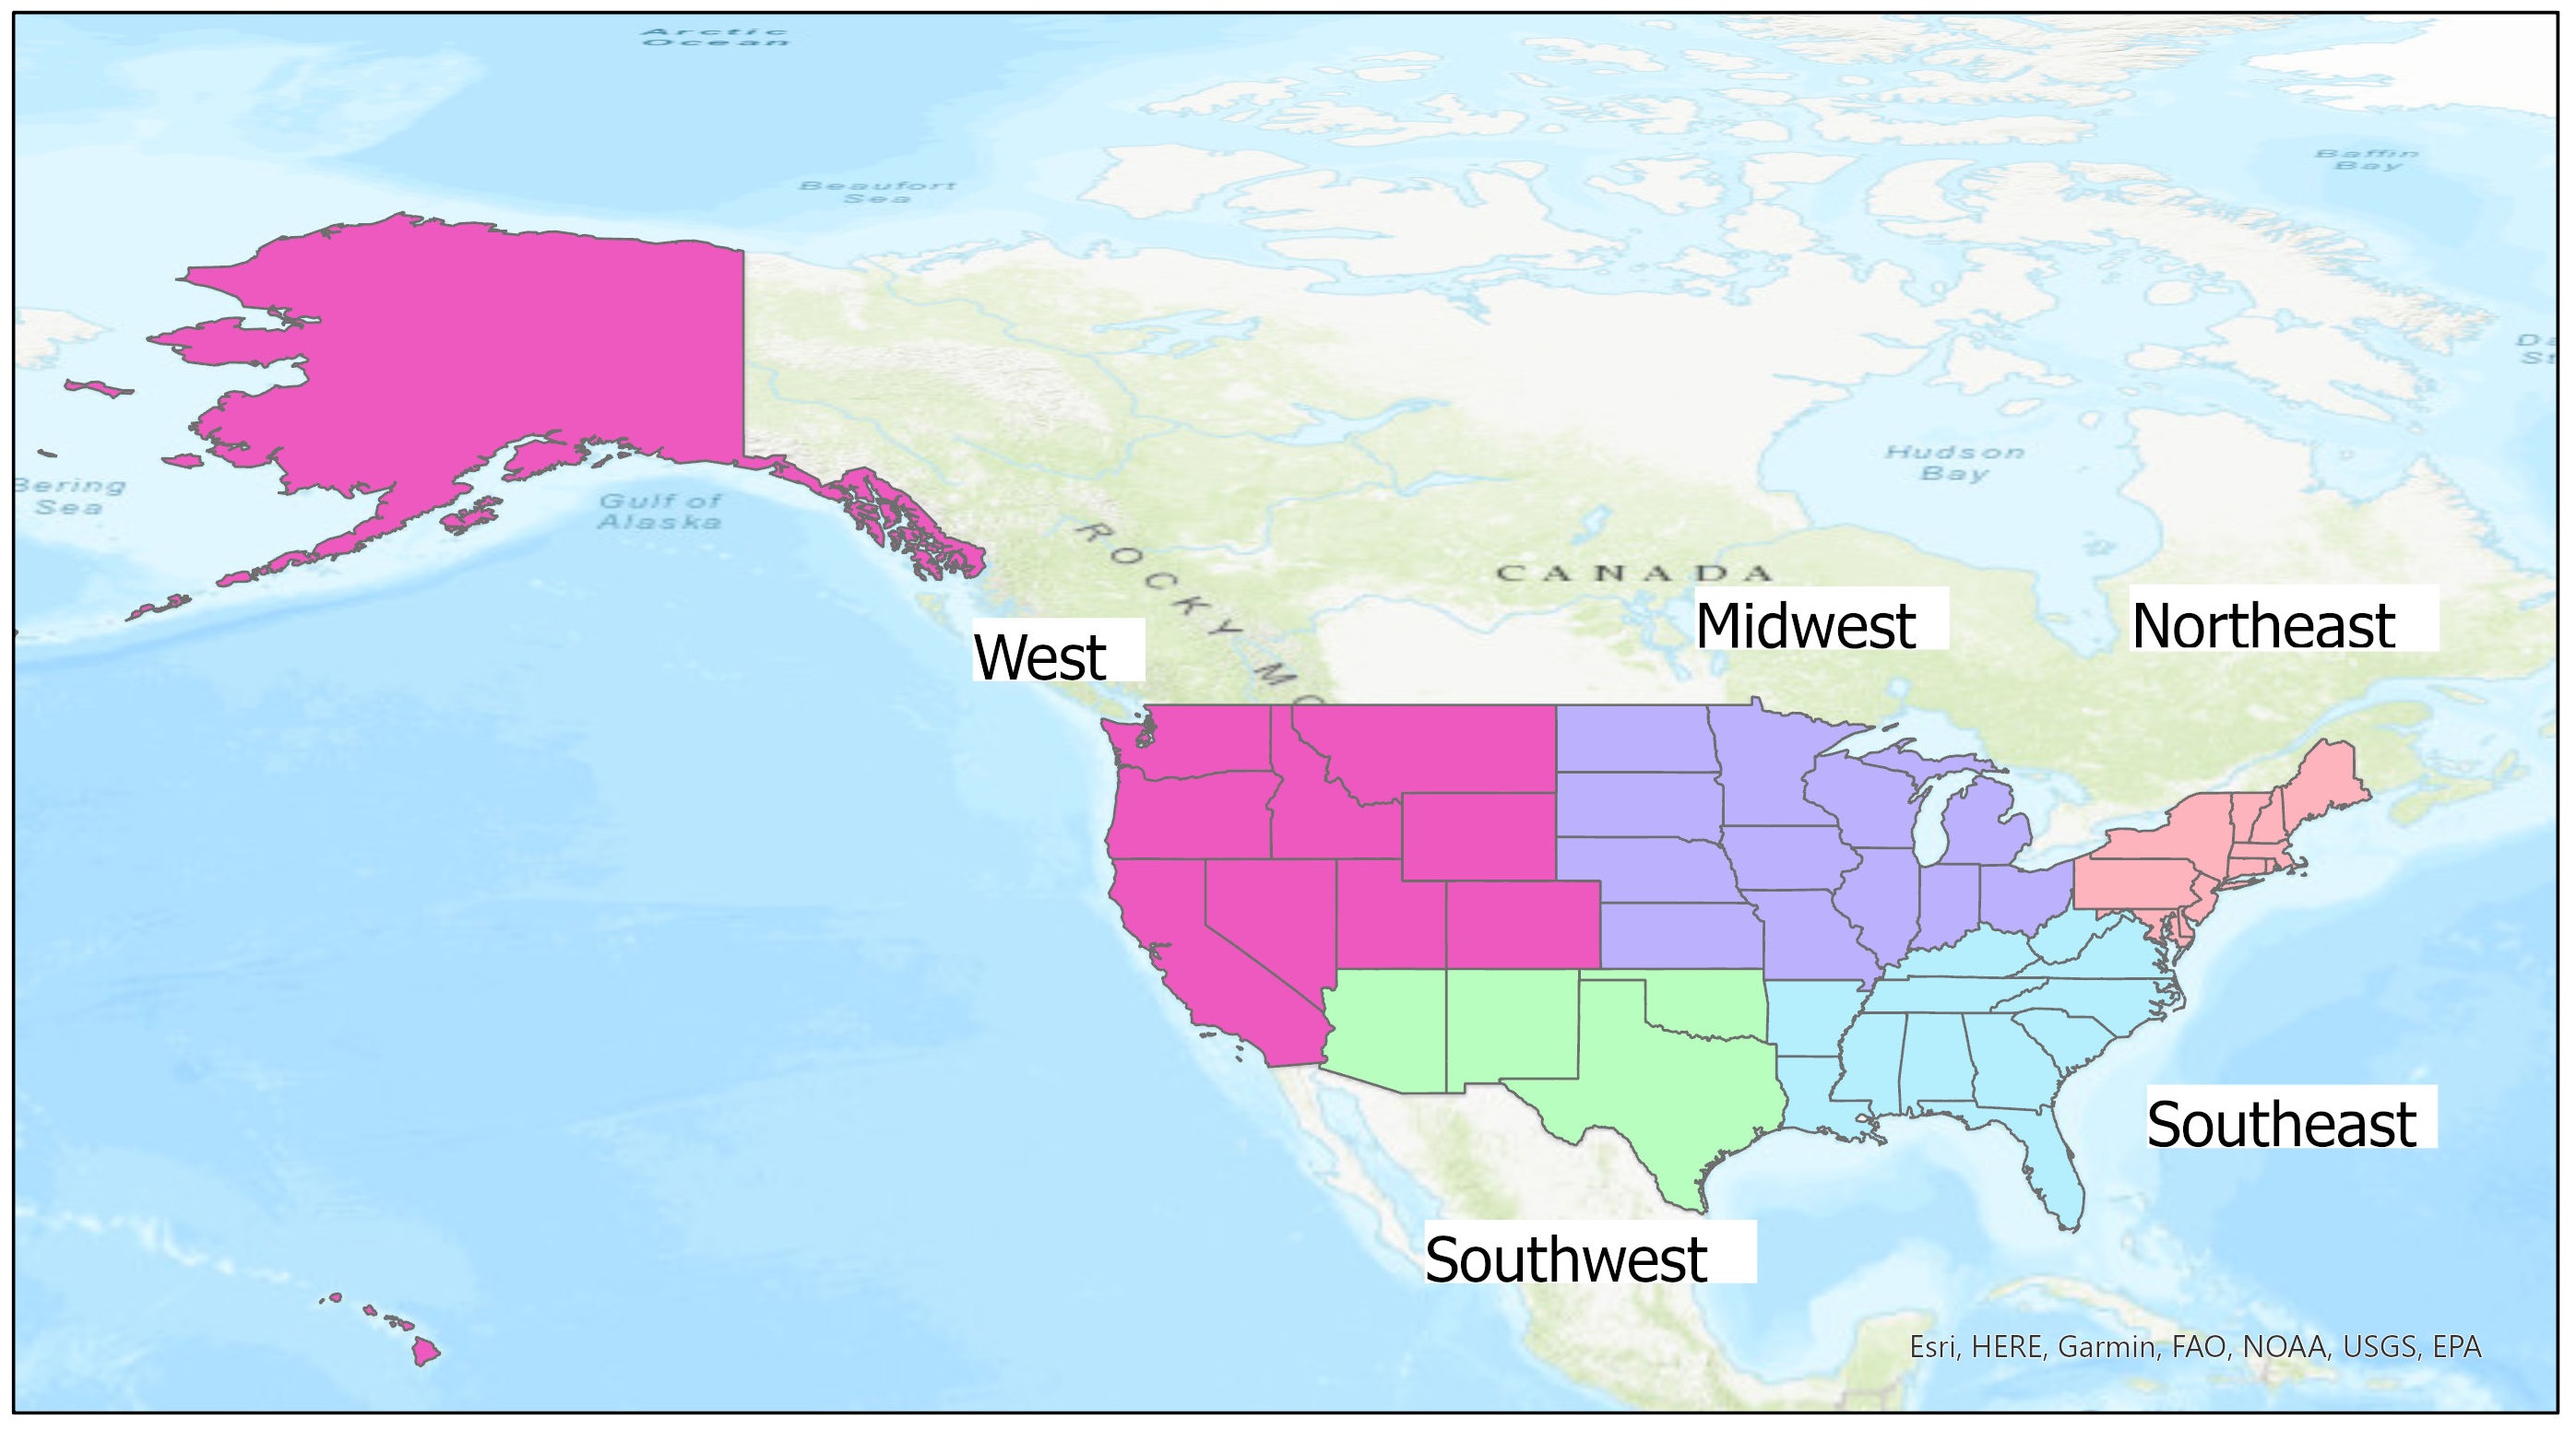 Arctic
Ocean
Beaufort
Sea
Baffin
Bay
Hudson
Bay
Bering
Sea
Gulf of
Alaska
ROCKY MO
CANADA
West
Midwest
Northeast
Southeast
Southwest
Esri, HERE, Garmin, FAO, NOAA, USGS, EPA